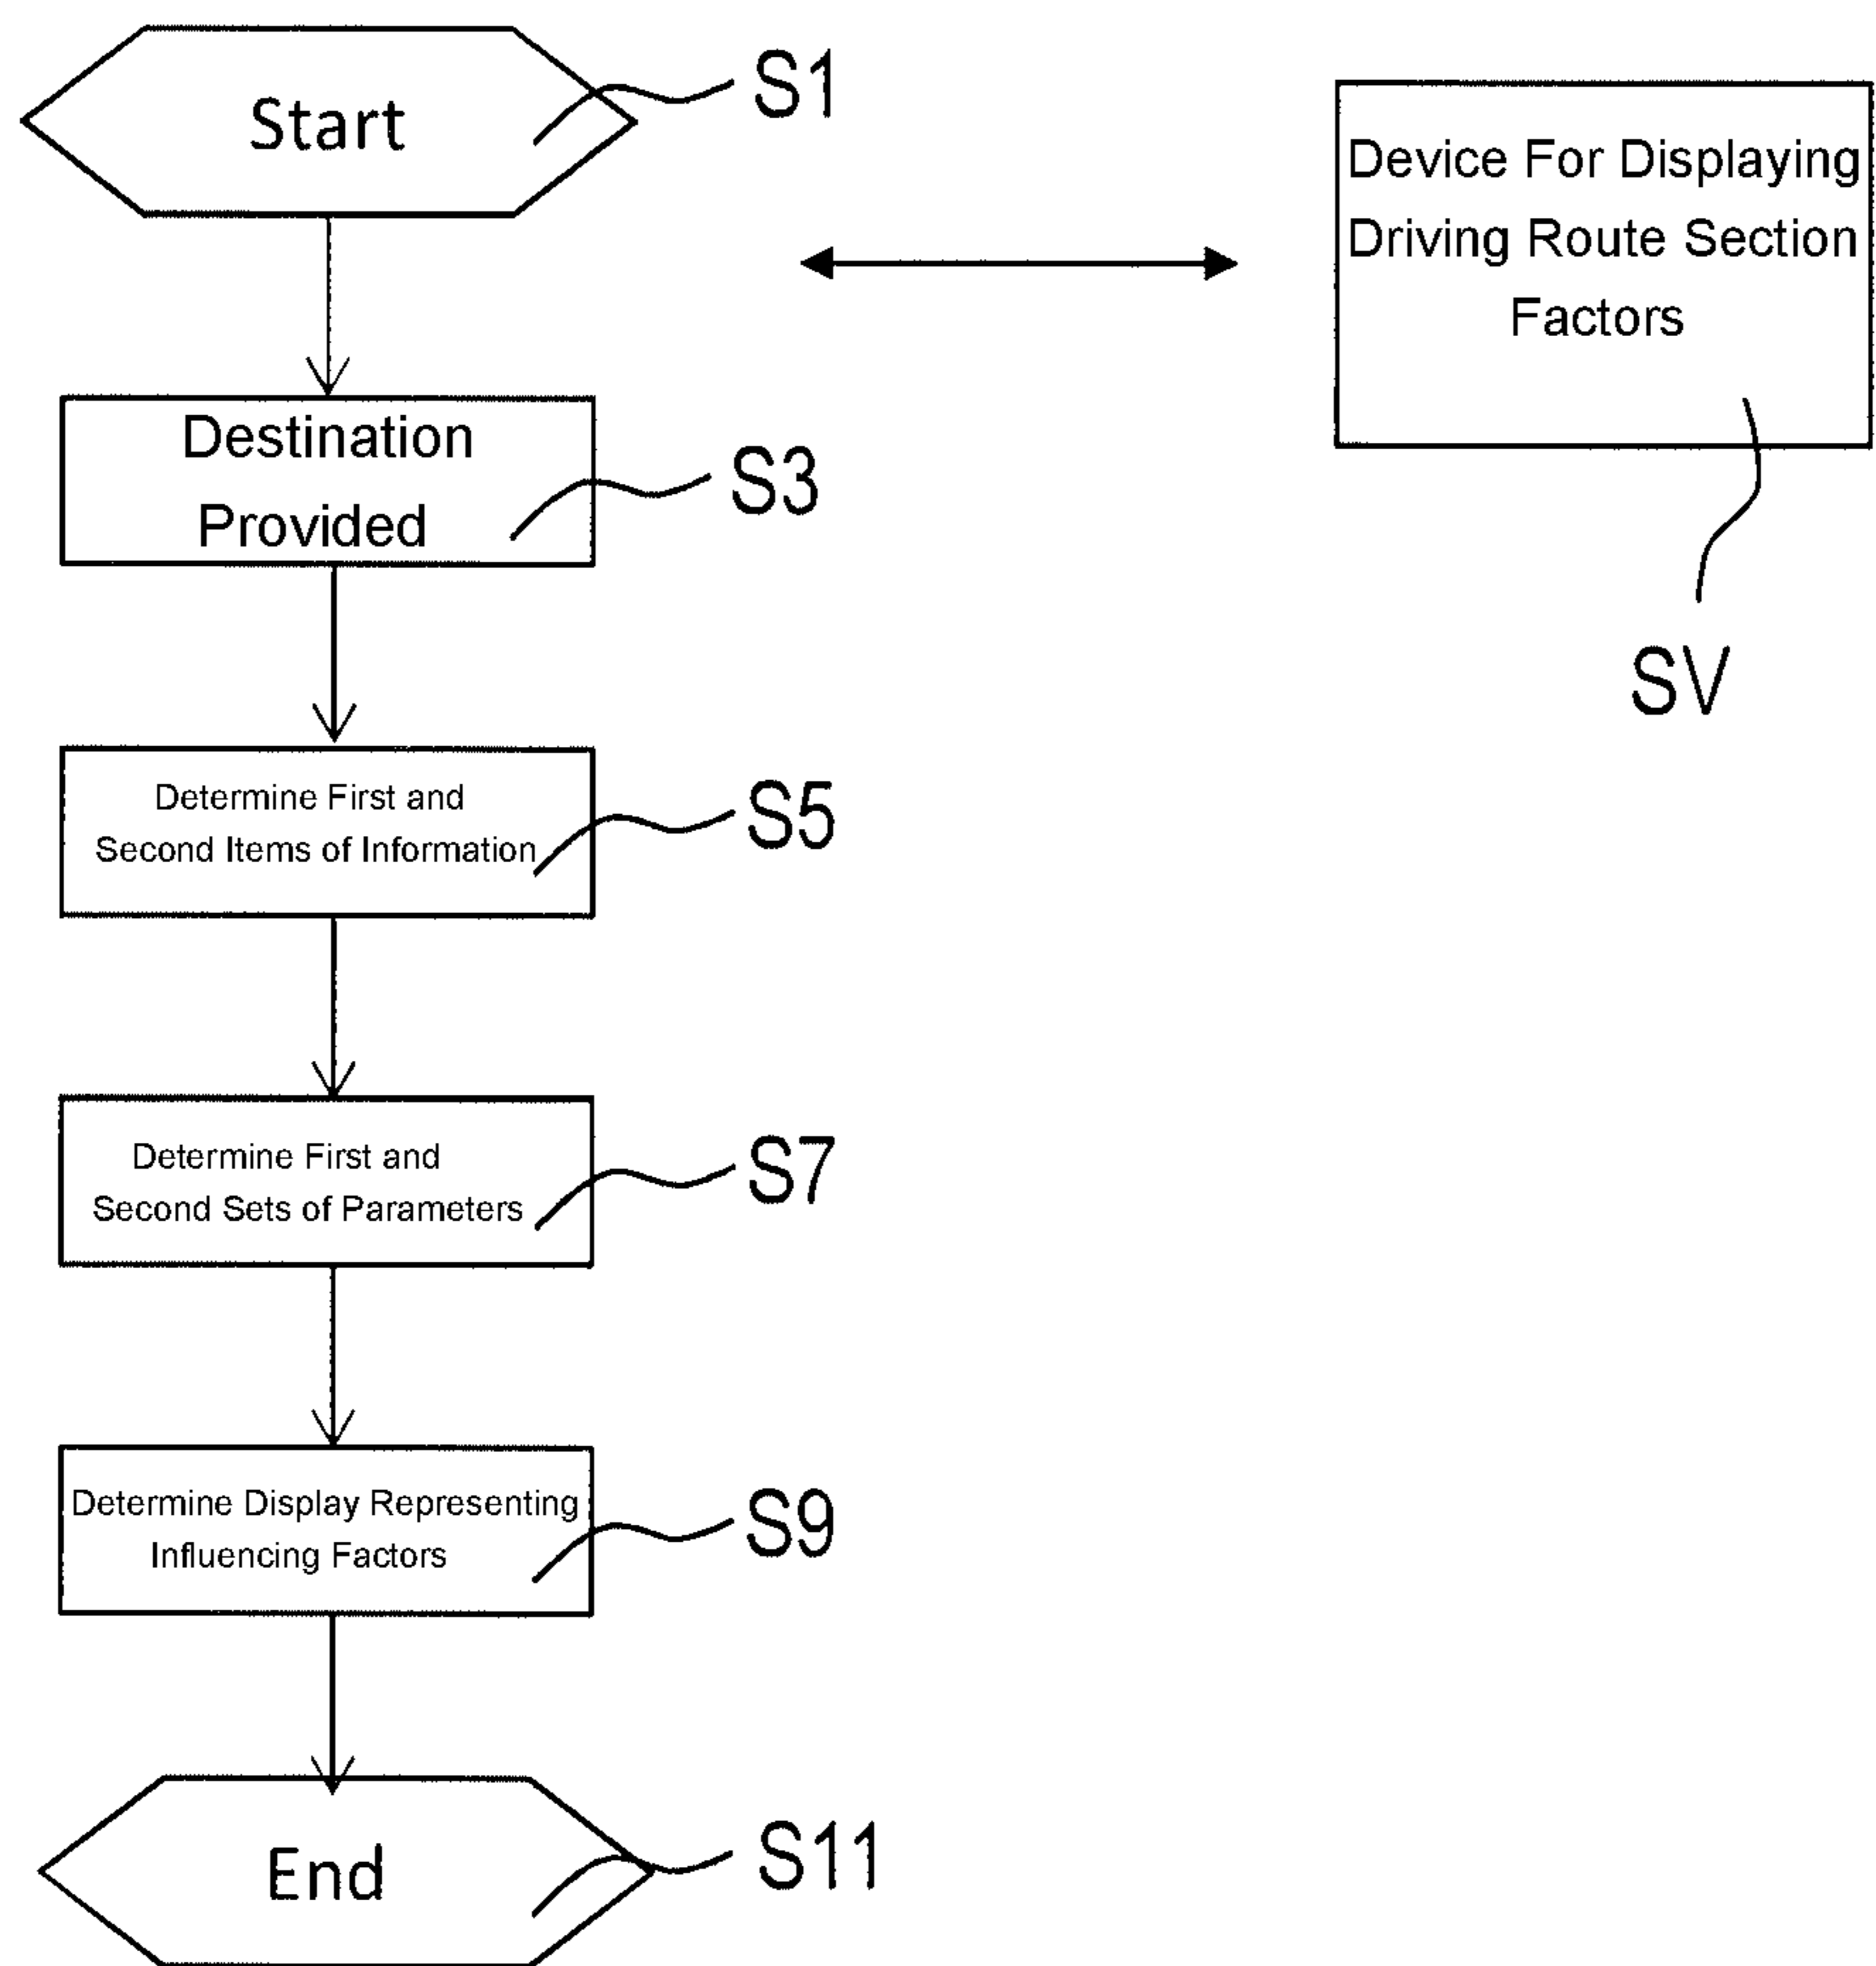 Start
S1
Device For Displaying
Driving Route Section
Factors
SV
Destination
Provided
S3
Determine First and
Second Items of Information
S5
Determine First and
Second Sets of Parameters
S7
Determine Display Representing
Influencing Factors
S9
End
S11